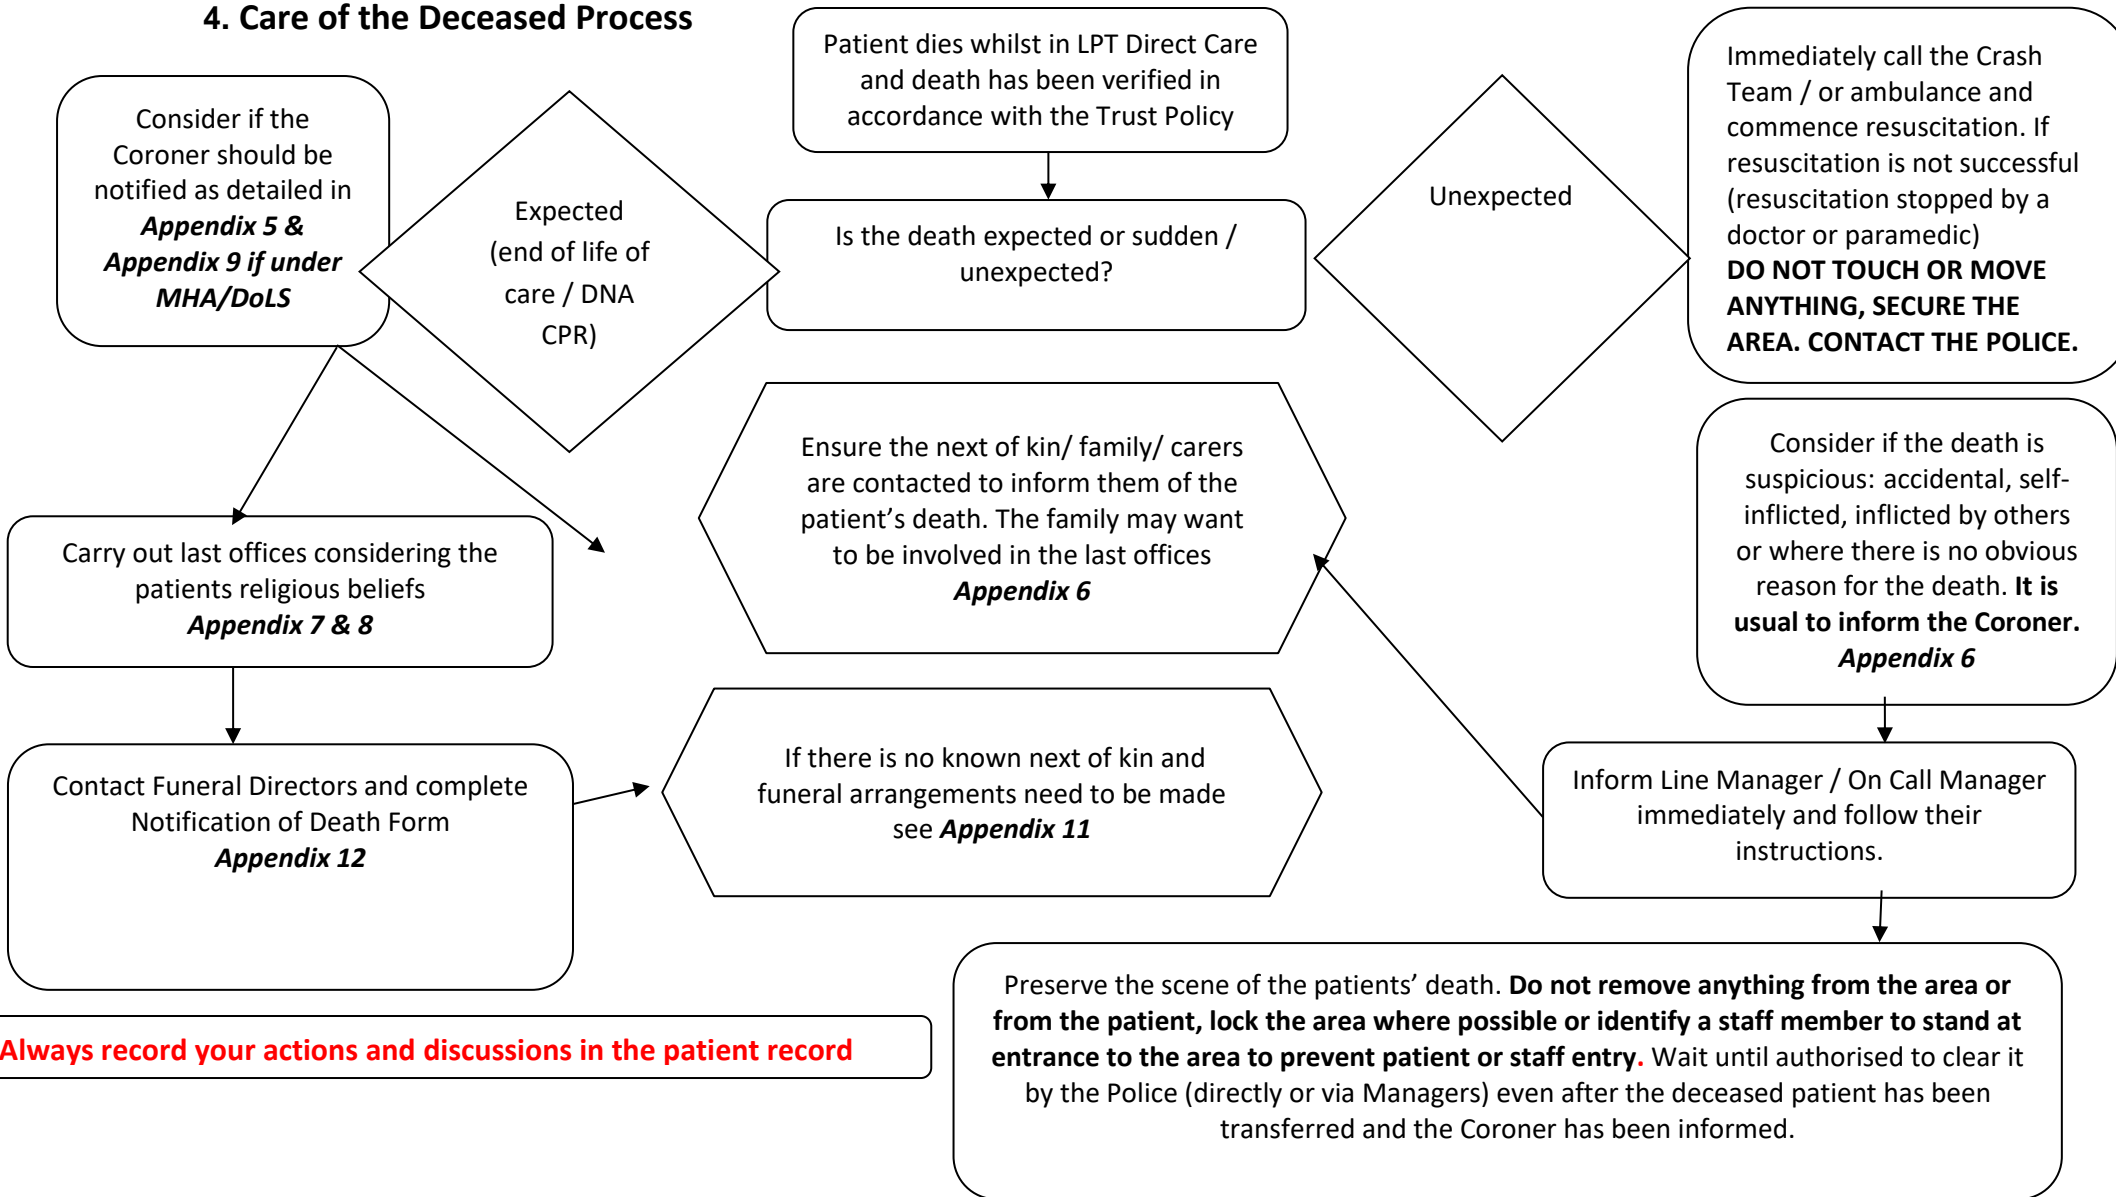 4. Care of the Deceased Process
Patient dies whilst in LPT Direct Care
and death has been verified in
accordance with the Trust Policy
Is the death expected or sudden /
unexpected?
Expected
(end of life of
care / DNA
CPR)
Consider if the
Coroner should be
notified as detailed in
Appendix 5 &
Appendix 9 if under
MHA/DoLS
Unexpected
Immediately call the Crash
Team / or ambulance and
commence resuscitation. If
resuscitation is not successful
(resuscitation stopped by a
doctor or paramedic)
DO NOT TOUCH OR MOVE
ANYTHING, SECURE THE
AREA. CONTACT THE POLICE.
Ensure the next of kin/ family/ carers
are contacted to inform them of the
patient’s death. The family may want
to be involved in the last offices
Appendix 6
Consider if the death is
suspicious: accidental, self-
inflicted, inflicted by others
or where there is no obvious
reason for the death. It is
usual to inform the Coroner.
Appendix 6
Carry out last offices considering the
patients religious beliefs
Appendix 7 & 8
Contact Funeral Directors and complete
Notification of Death Form
Appendix 12
If there is no known next of kin and
funeral arrangements need to be made
see Appendix 11
Inform Line Manager / On Call Manager
immediately and follow their
instructions.
Preserve the scene of the patients’ death. Do not remove anything from the area or
from the patient, lock the area where possible or identify a staff member to stand at
entrance to the area to prevent patient or staff entry. Wait until authorised to clear it
by the Police (directly or via Managers) even after the deceased patient has been
transferred and the Coroner has been informed.
Always record your actions and discussions in the patient record